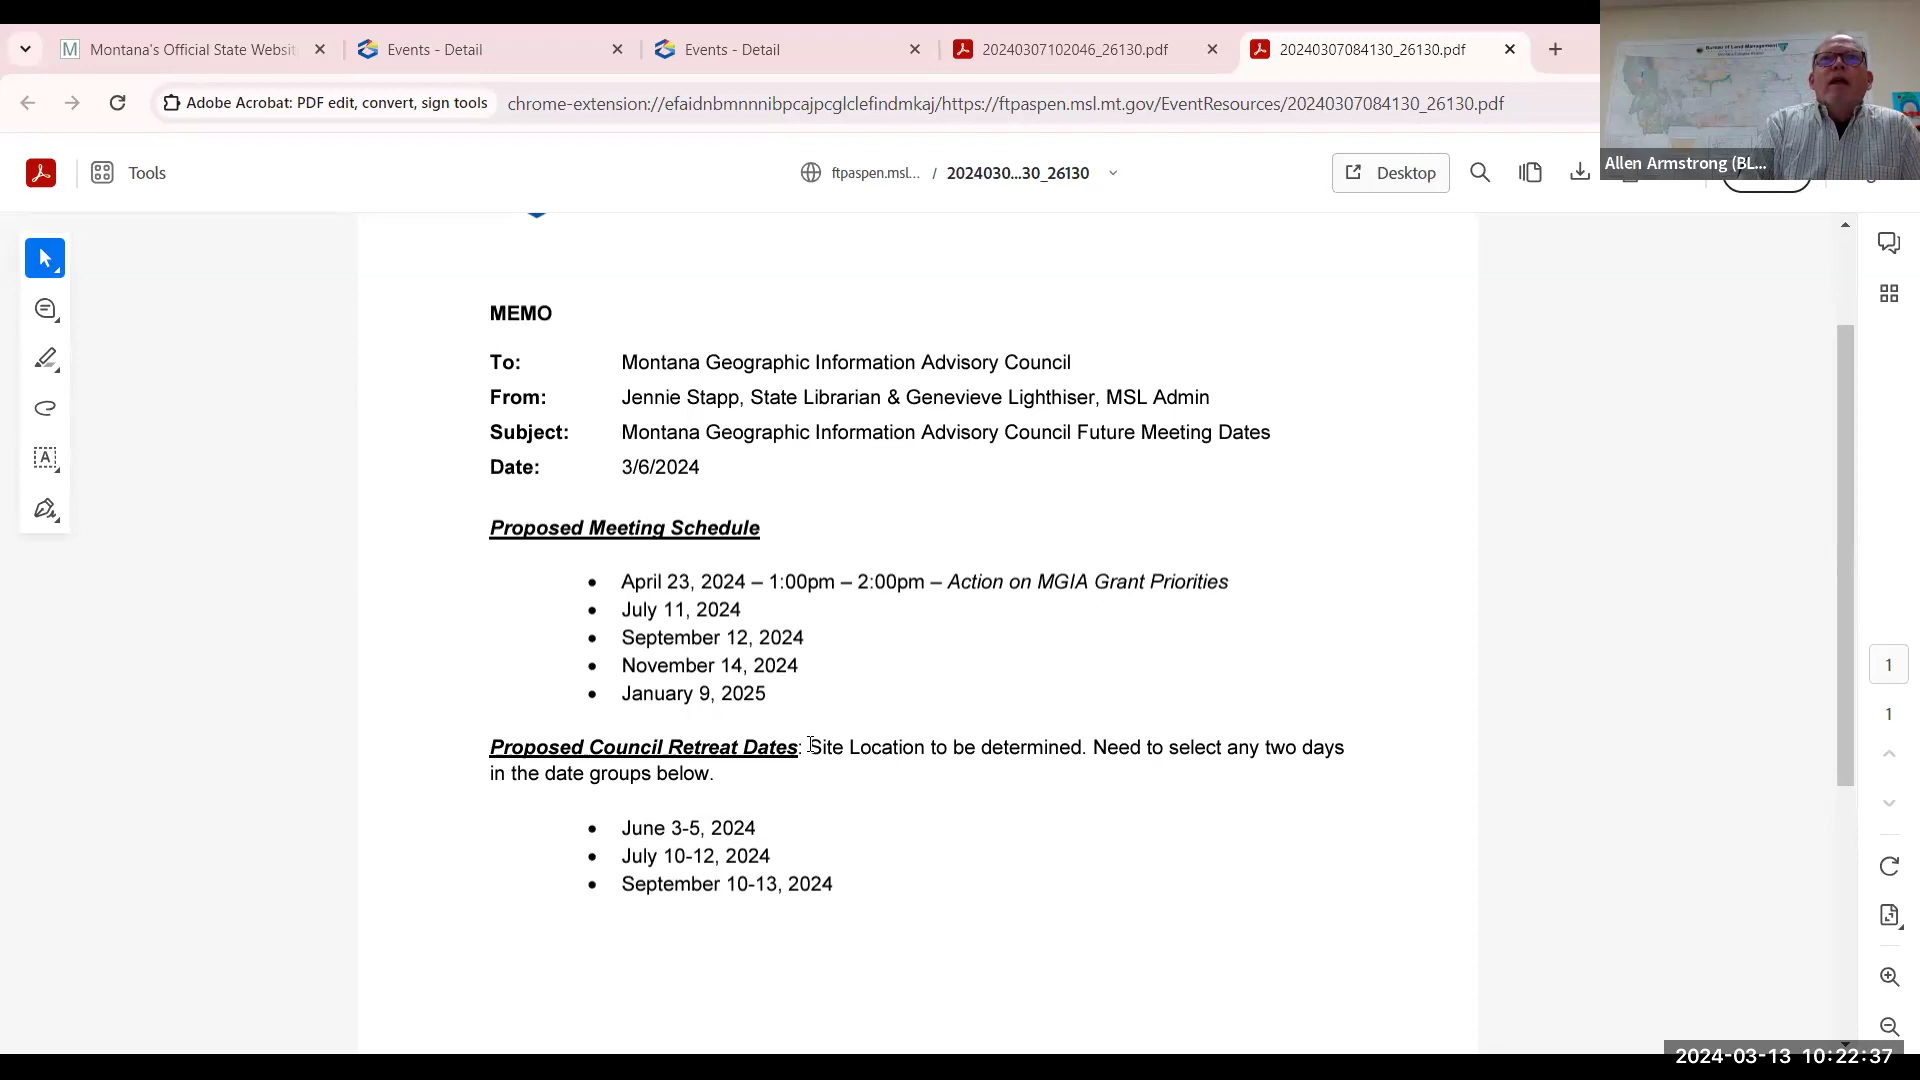 Montana's Official State Websit
Events - Detail
Events - Detail
20240307102046_26130.pdf
20240307084130_26130.pdf
Adobe Acrobat: PDF edit, convert, sign tools
chrome-extension://efaidnbmnnnibpcajpcglclefindmkaj/https://ftpaspen.msl.mt.gov/EventResources/20240307084130_26130.pdf
Bureau of Land Management
Allen Armstrong (BL...
Tools
ftpaspen.msl... / 2024030...30_26130
Desktop
MEMO
To: Montana Geographic Information Advisory Council
From: Jennie Stapp, State Librarian & Genevieve Lighthiser, MSL Admin
Subject: Montana Geographic Information Advisory Council Future Meeting Dates
Date: 3/6/2024
Proposed Meeting Schedule
• April 23, 2024 – 1:00pm – 2:00pm – Action on MGIA Grant Priorities
• July 11, 2024
• September 12, 2024
• November 14, 2024
• January 9, 2025
Proposed Council Retreat Dates: Site Location to be determined. Need to select any two days
in the date groups below.
• June 3-5, 2024
• July 10-12, 2024
• September 10-13, 2024
1
1
2024-03-13 10:22:37